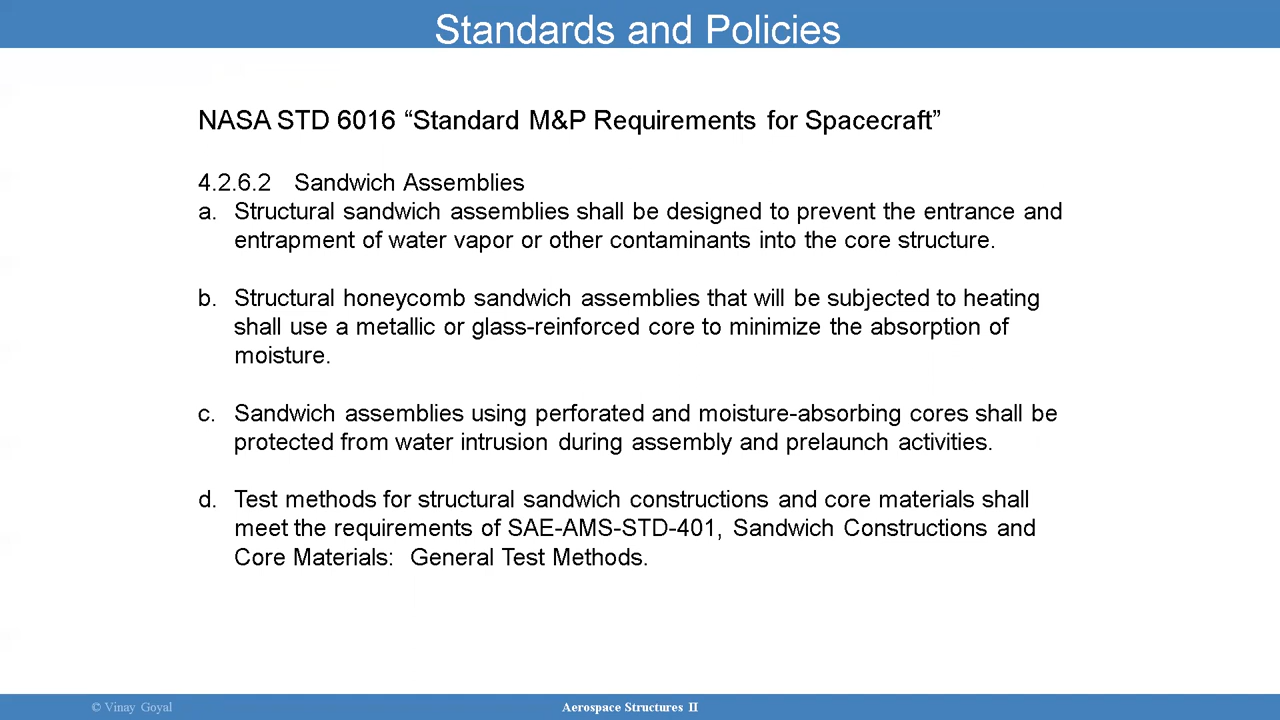 Standards and Policies
NASA STD 6016 “Standard M&P Requirements for Spacecraft”
4.2.6.2 Sandwich Assemblies
a. Structural sandwich assemblies shall be designed to prevent the entrance and
entrapment of water vapor or other contaminants into the core structure.
b. Structural honeycomb sandwich assemblies that will be subjected to heating
shall use a metallic or glass-reinforced core to minimize the absorption of
moisture.
c. Sandwich assemblies using perforated and moisture-absorbing cores shall be
protected from water intrusion during assembly and prelaunch activities.
d. Test methods for structural sandwich constructions and core materials shall
meet the requirements of SAE-AMS-STD-401, Sandwich Constructions and
Core Materials: General Test Methods.
© Vinay Goyal
Aerospace Structures II